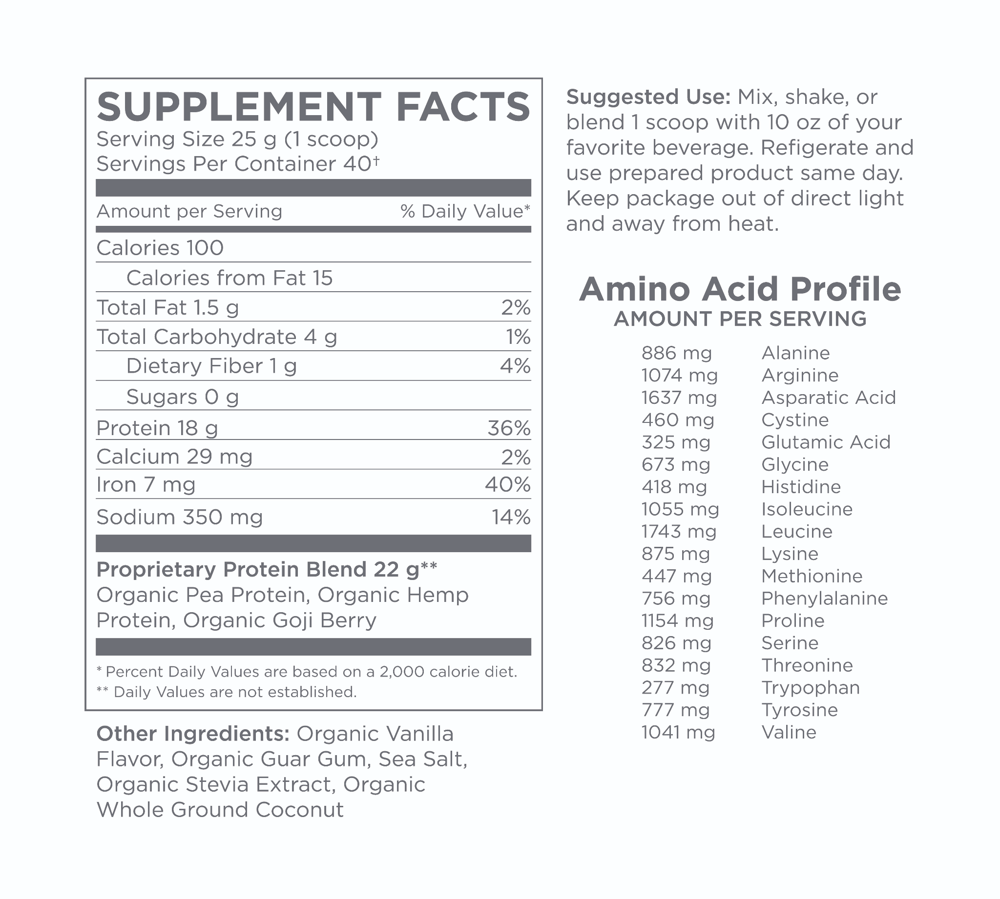 SUPPLEMENT FACTS
Serving Size 25 g (1 scoop)
Servings Per Container 40†
Amount per Serving % Daily Value*
Calories 100
Calories from Fat 15
Total Fat 1.5 g 2%
Total Carbohydrate 4 g 1%
Dietary Fiber 1 g 4%
Sugars 0 g
Protein 18 g 36%
Calcium 29 mg 2%
Iron 7 mg 40%
Sodium 350 mg 14%
Proprietary Protein Blend 22 g**
Organic Pea Protein, Organic Hemp
Protein, Organic Goji Berry
* Percent Daily Values are based on a 2,000 calorie diet.
** Daily Values are not established.
Other Ingredients: Organic Vanilla
Flavor, Organic Guar Gum, Sea Salt,
Organic Stevia Extract, Organic
Whole Ground Coconut
Suggested Use: Mix, shake, or
blend 1 scoop with 10 oz of your
favorite beverage. Refigerate and
use prepared product same day.
Keep package out of direct light
and away from heat.
Amino Acid Profile
AMOUNT PER SERVING
886 mg Alanine
1074 mg Arginine
1637 mg Asparatic Acid
460 mg Cystine
325 mg Glutamic Acid
673 mg Glycine
418 mg Histidine
1055 mg Isoleucine
1743 mg Leucine
875 mg Lysine
447 mg Methionine
756 mg Phenylalanine
1154 mg Proline
826 mg Serine
832 mg Threonine
277 mg Trypophan
777 mg Tyrosine
1041 mg Valine